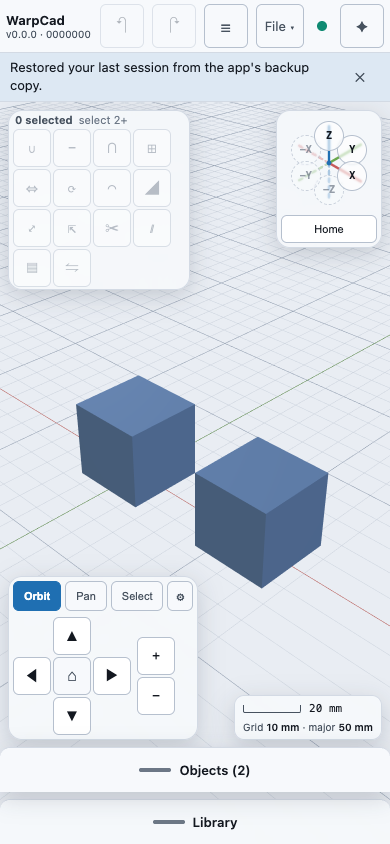 WarpCad
v0.0.0 · 0000000
File ▾
Restored your last session from the app's backup
copy.
0 selected select 2+
Z
−X
Y
−Y
X
−Z
Home
Orbit
Pan
Select
+
−
20 mm
Grid 10 mm · major 50 mm
Objects (2)
Library